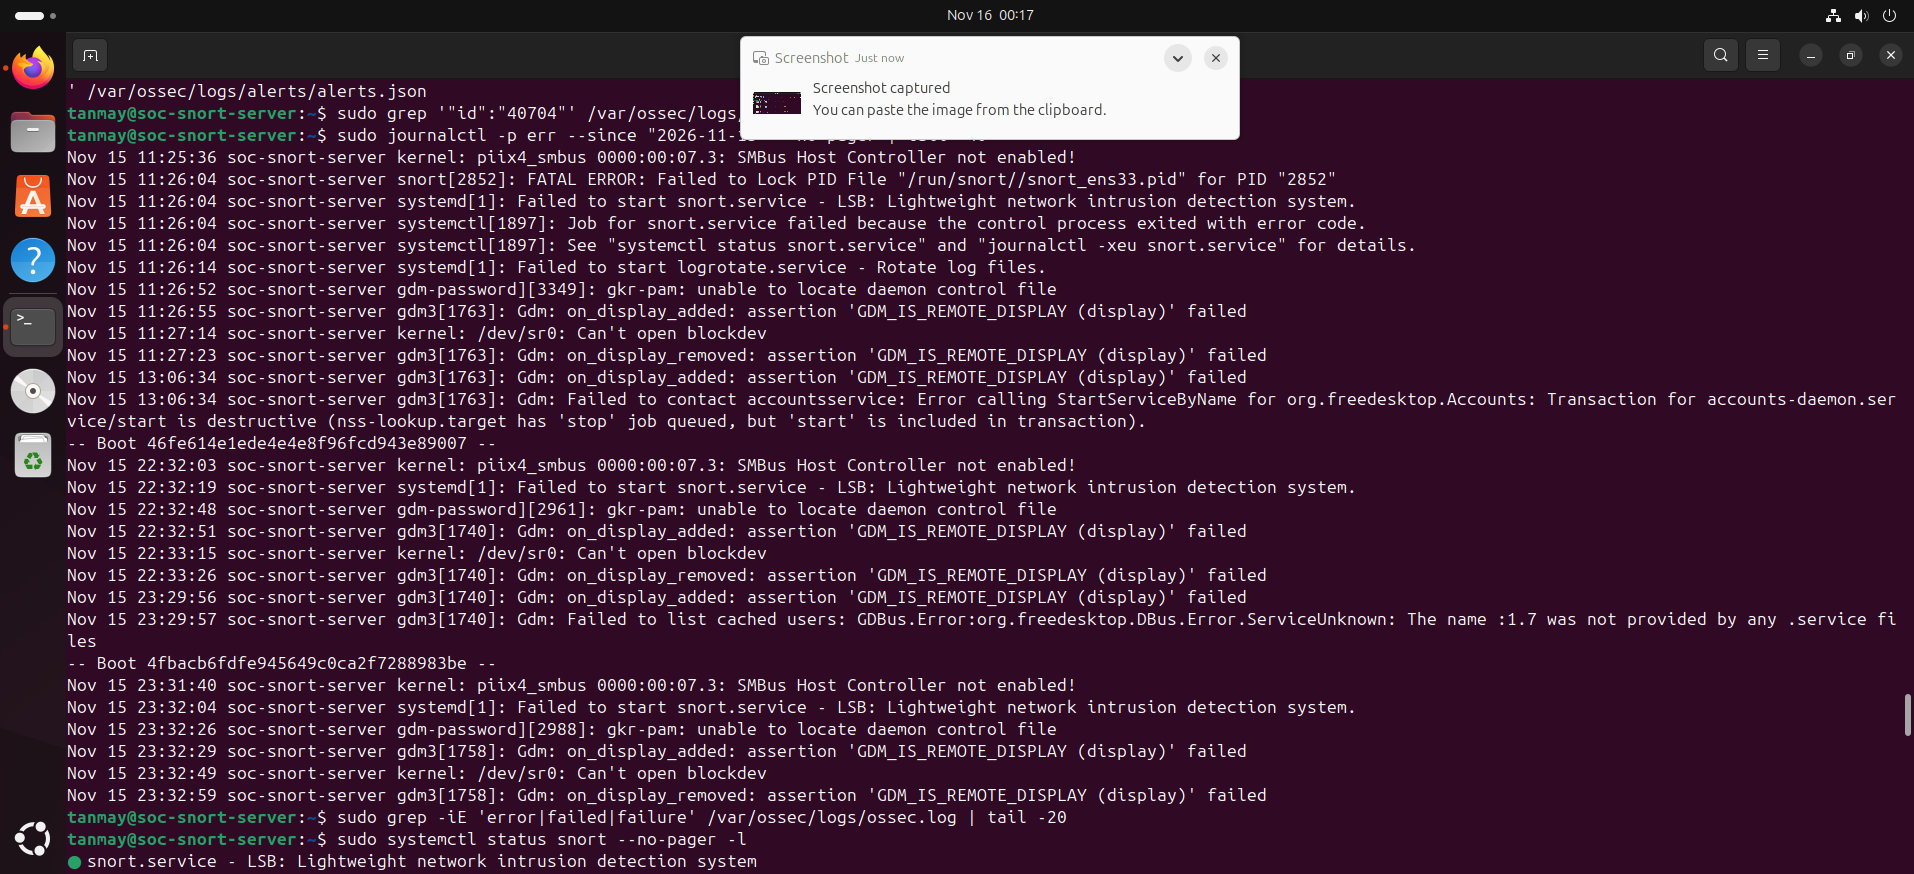 Nov 16 00:17
Screenshot Just now
Screenshot captured
You can paste the image from the clipboard.
' /var/ossec/logs/alerts/alerts.json
tanmay@soc-snort-server:~$ sudo grep '"id":"40704"' /var/ossec/logs
tanmay@soc-snort-server:~$ sudo journalctl -p err --since "2026-11-
Nov 15 11:25:36 soc-snort-server kernel: piix4_smbus 0000:00:07.3: SMBus Host Controller not enabled!
Nov 15 11:26:04 soc-snort-server snort[2852]: FATAL ERROR: Failed to Lock PID File "/run/snort//snort_ens33.pid" for PID "2852"
Nov 15 11:26:04 soc-snort-server systemd[1]: Failed to start snort.service - LSB: Lightweight network intrusion detection system.
Nov 15 11:26:04 soc-snort-server systemctl[1897]: Job for snort.service failed because the control process exited with error code.
Nov 15 11:26:04 soc-snort-server systemctl[1897]: See "systemctl status snort.service" and "journalctl -xeu snort.service" for details.
Nov 15 11:26:14 soc-snort-server systemd[1]: Failed to start logrotate.service - Rotate log files.
Nov 15 11:26:52 soc-snort-server gdm-password][3349]: gkr-pam: unable to locate daemon control file
Nov 15 11:26:55 soc-snort-server gdm3[1763]: Gdm: on_display_added: assertion 'GDM_IS_REMOTE_DISPLAY (display)' failed
Nov 15 11:27:14 soc-snort-server kernel: /dev/sr0: Can't open blockdev
Nov 15 11:27:23 soc-snort-server gdm3[1763]: Gdm: on_display_removed: assertion 'GDM_IS_REMOTE_DISPLAY (display)' failed
Nov 15 13:06:34 soc-snort-server gdm3[1763]: Gdm: on_display_added: assertion 'GDM_IS_REMOTE_DISPLAY (display)' failed
Nov 15 13:06:34 soc-snort-server gdm3[1763]: Gdm: Failed to contact accountsservice: Error calling StartServiceByName for org.freedesktop.Accounts: Transaction for accounts-daemon.ser
vice/start is destructive (nss-lookup.target has 'stop' job queued, but 'start' is included in transaction).
-- Boot 46fe614e1ede4e4e8f96fcd943e89007 --
Nov 15 22:32:03 soc-snort-server kernel: piix4_smbus 0000:00:07.3: SMBus Host Controller not enabled!
Nov 15 22:32:19 soc-snort-server systemd[1]: Failed to start snort.service - LSB: Lightweight network intrusion detection system.
Nov 15 22:32:48 soc-snort-server gdm-password][2961]: gkr-pam: unable to locate daemon control file
Nov 15 22:32:51 soc-snort-server gdm3[1740]: Gdm: on_display_added: assertion 'GDM_IS_REMOTE_DISPLAY (display)' failed
Nov 15 22:33:15 soc-snort-server kernel: /dev/sr0: Can't open blockdev
Nov 15 22:33:26 soc-snort-server gdm3[1740]: Gdm: on_display_removed: assertion 'GDM_IS_REMOTE_DISPLAY (display)' failed
Nov 15 23:29:56 soc-snort-server gdm3[1740]: Gdm: on_display_added: assertion 'GDM_IS_REMOTE_DISPLAY (display)' failed
Nov 15 23:29:57 soc-snort-server gdm3[1740]: Gdm: Failed to list cached users: GDBus.Error:org.freedesktop.DBus.Error.ServiceUnknown: The name :1.7 was not provided by any .service fi
les
-- Boot 4fbacb6fdfe945649c0ca2f7288983be --
Nov 15 23:31:40 soc-snort-server kernel: piix4_smbus 0000:00:07.3: SMBus Host Controller not enabled!
Nov 15 23:32:04 soc-snort-server systemd[1]: Failed to start snort.service - LSB: Lightweight network intrusion detection system.
Nov 15 23:32:26 soc-snort-server gdm-password][2988]: gkr-pam: unable to locate daemon control file
Nov 15 23:32:29 soc-snort-server gdm3[1758]: Gdm: on_display_added: assertion 'GDM_IS_REMOTE_DISPLAY (display)' failed
Nov 15 23:32:49 soc-snort-server kernel: /dev/sr0: Can't open blockdev
Nov 15 23:32:59 soc-snort-server gdm3[1758]: Gdm: on_display_removed: assertion 'GDM_IS_REMOTE_DISPLAY (display)' failed
tanmay@soc-snort-server:~$ sudo grep -iE 'error|failed|failure' /var/ossec/logs/ossec.log | tail -20
tanmay@soc-snort-server:~$ sudo systemctl status snort --no-pager -l
● snort.service - LSB: Lightweight network intrusion detection system